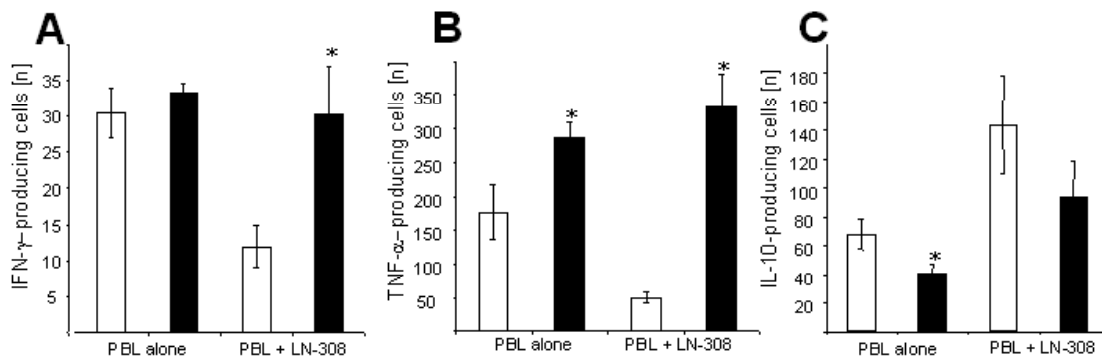 A
IFN-γ-producing cells [n]
35
30
25
20
15
10
5
*
PBL alone
PBL + LN-308
B
TNF-α-producing cells [n]
350
300
250
200
150
100
50
*
*
PBL alone
PBL + LN-308
C
IL-10-producing cells [n]
180
160
140
120
100
80
60
40
20
*
PBL alone
PBL + LN-308